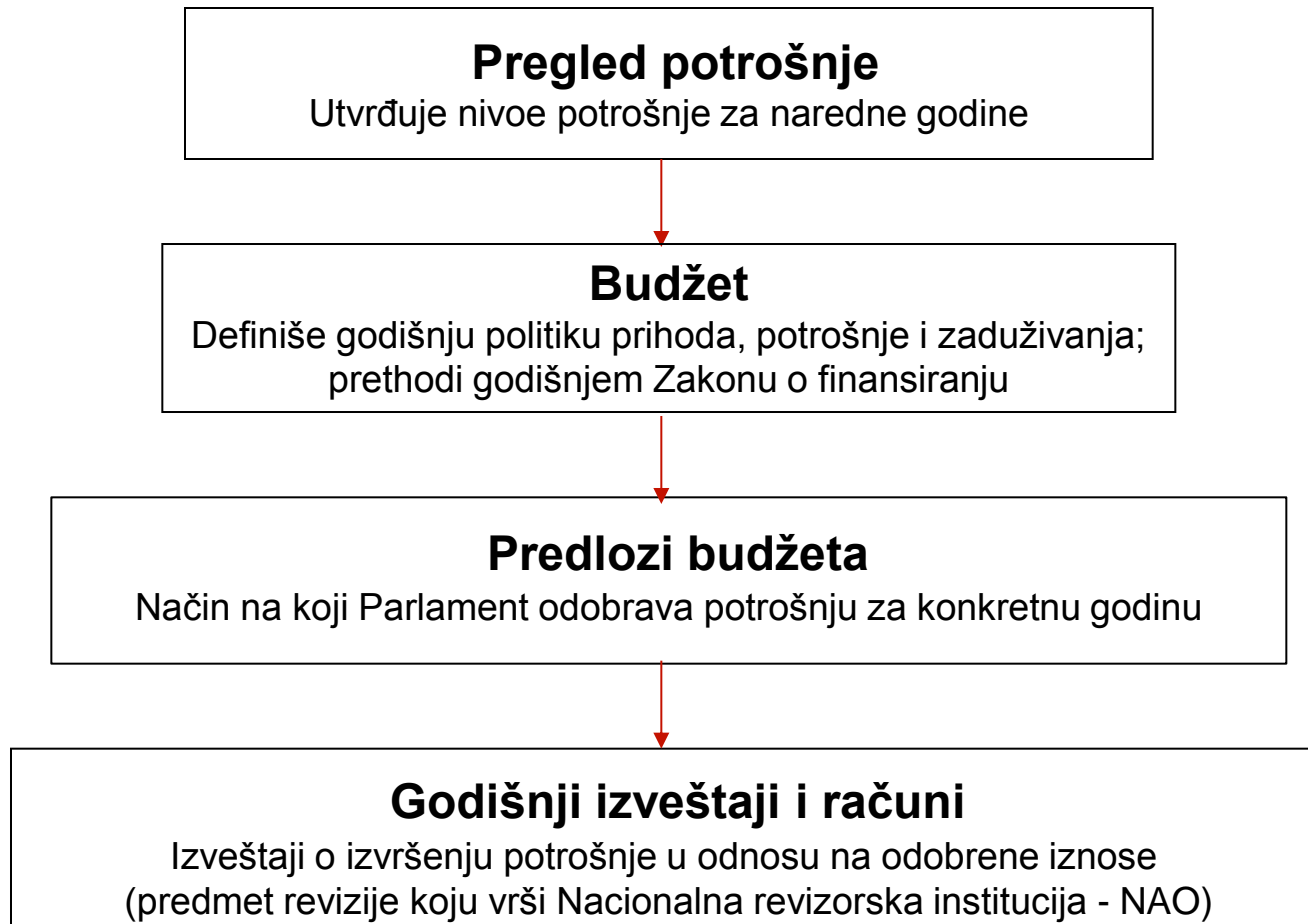 Pregled potrošnje
Utvrđuje nivoe potrošnje za naredne godine
Budžet
Definiše godišnju politiku prihoda, potrošnje i zaduživanja;
prethodi godišnjem Zakonu o finansiranju
Predlozi budžeta
Način na koji Parlament odobrava potrošnju za konkretnu godinu
Godišnji izveštaji i računi
Izveštaji o izvršenju potrošnje u odnosu na odobrene iznose
(predmet revizije koju vrši Nacionalna revizorska institucija - NAO)